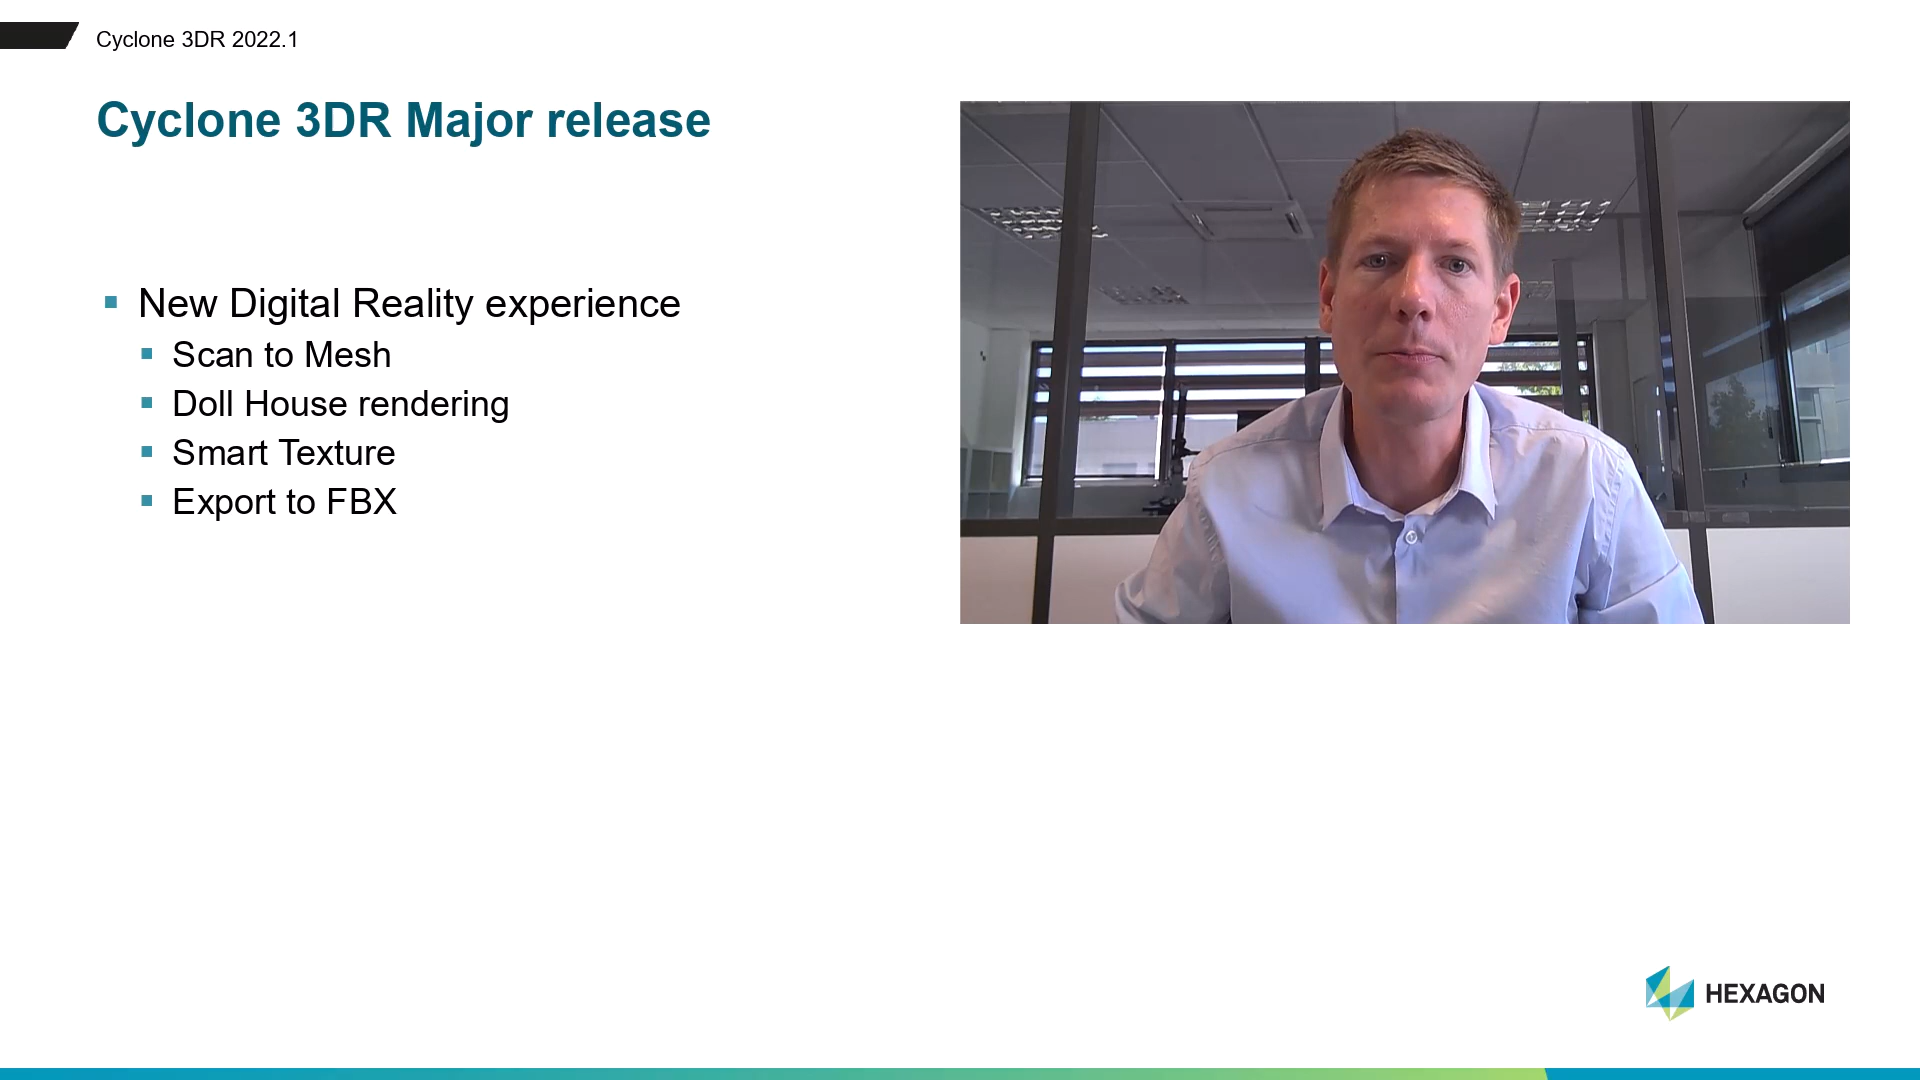 Cyclone 3DR 2022.1
Cyclone 3DR Major release
New Digital Reality experience
Scan to Mesh
Doll House rendering
Smart Texture
Export to FBX
HEXAGON